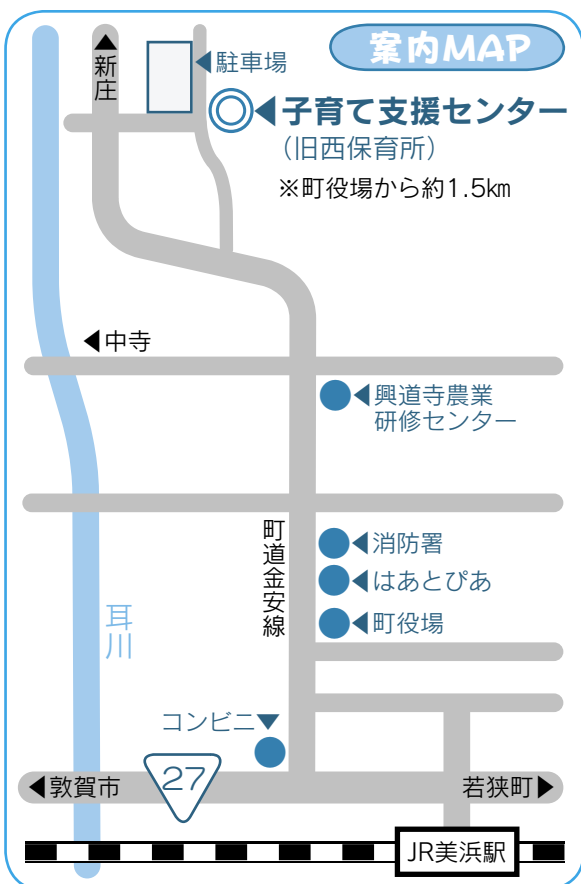 案内MAP
▲
新庄
◀駐車場
◀子育て支援センター
(旧西保育所)
※町役場から約1.5km
◀中寺
◀興道寺農業
研修センター
町道金安線
◀消防署
◀はあとぴあ
◀町役場
耳川
コンビニ▼
27
◀敦賀市
若狭町▶
JR美浜駅